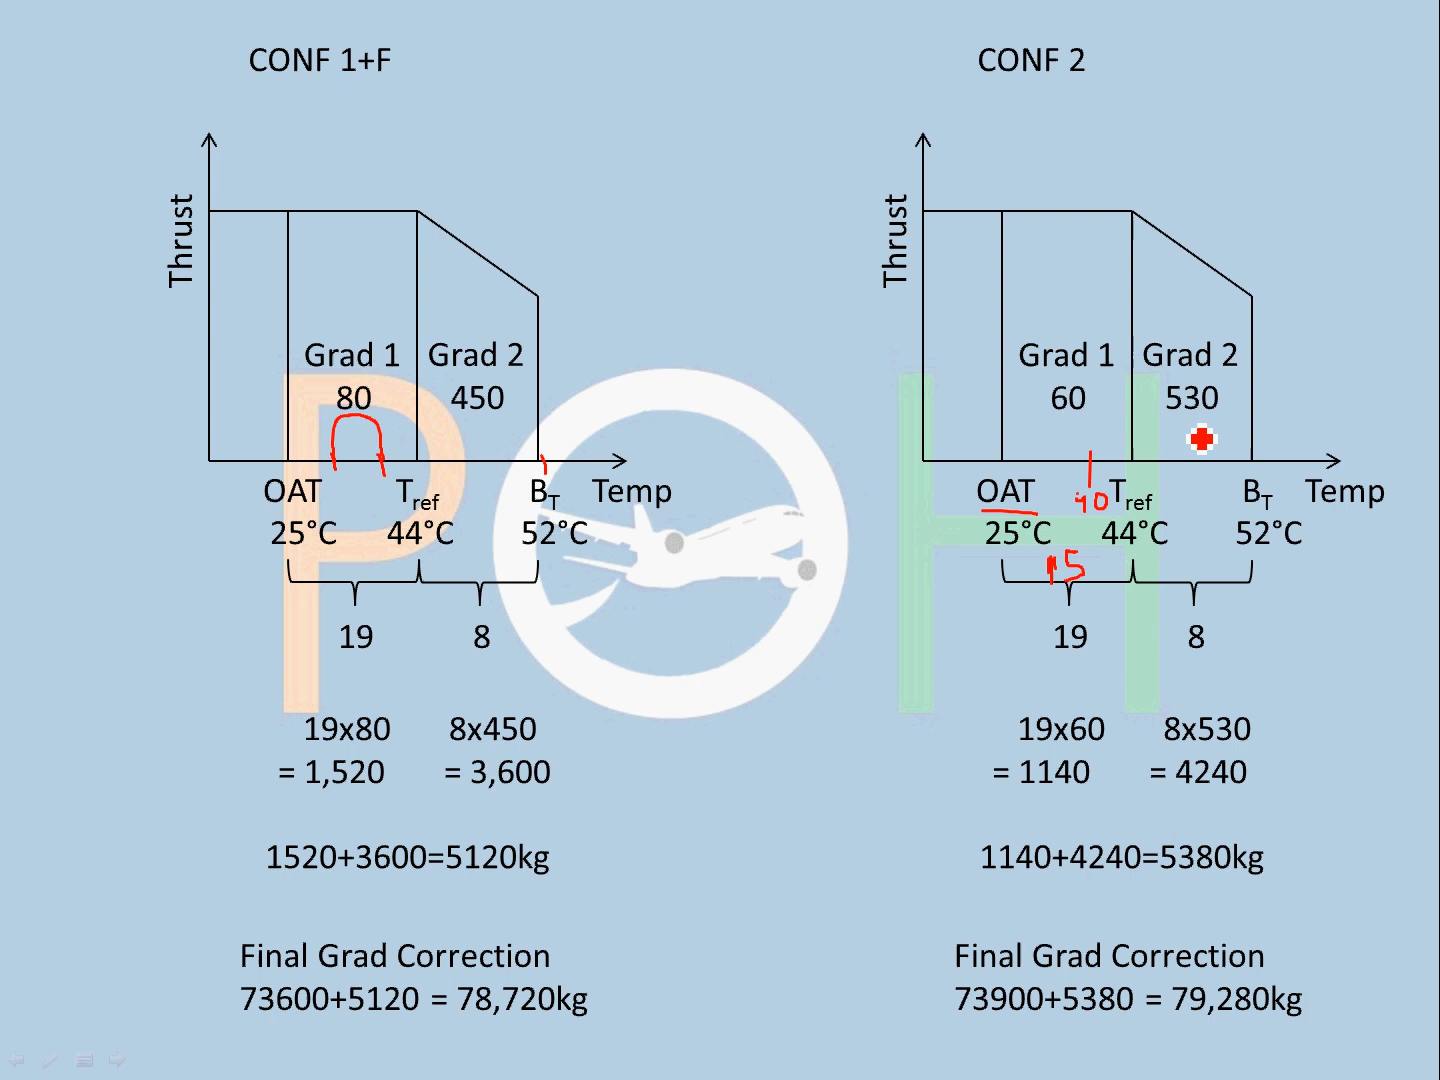 CONF 1+F
Thrust
Grad 1
80
Grad 2
450
OAT
25°C
Tref
44°C
BT
52°C
Temp
19
8
19x80
= 1,520
8x450
= 3,600
1520+3600=5120kg
Final Grad Correction
73600+5120 = 78,720kg
CONF 2
Thrust
Grad 1
60
Grad 2
530
OAT
25°C
40
Tref
44°C
BT
52°C
Temp
15
19
8
19x60
= 1140
8x530
= 4240
1140+4240=5380kg
Final Grad Correction
73900+5380 = 79,280kg
P
H